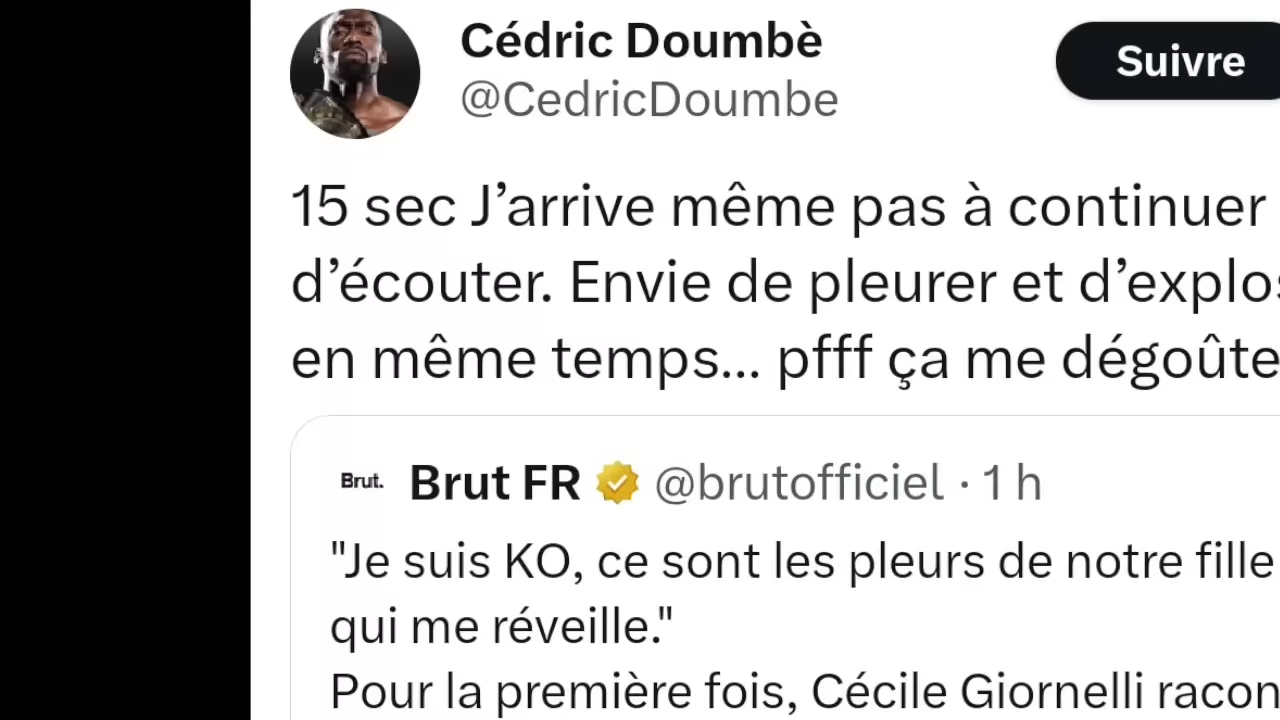 Cédric Doumbè
@CedricDoumbe
Suivre
15 sec J’arrive même pas à continuer
d’écouter. Envie de pleurer et d’explos
en même temps... pfff ça me dégoûte
Brut. Brut FR @brutofficiel · 1 h
"Je suis KO, ce sont les pleurs de notre fille
qui me réveille."
Pour la première fois, Cécile Giornelli racon